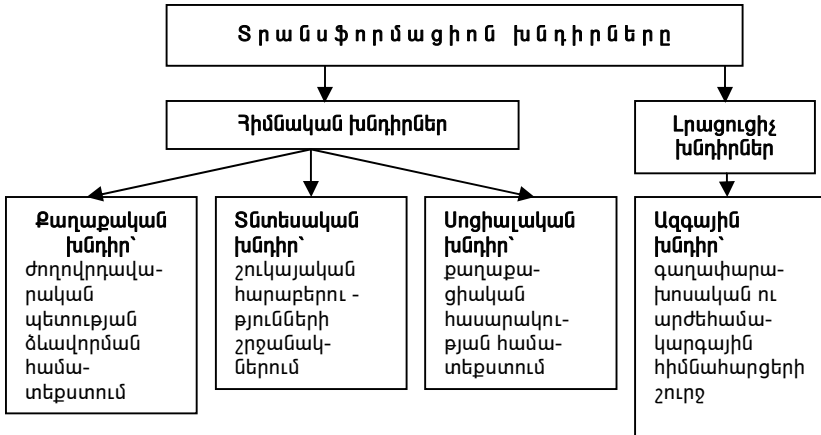 Տրանսֆորմացիոն խնդիրները
Հիմնական խնդիրներ
Լրացուցիչ
խնդիրներ
Քաղաքական
խնդիր՝
ժողովրդավա-
րական
պետության
ձևավորման
համա-
տեքստում
Տնտեսական
խնդիր՝
շուկայական
հարաբերու -
թյունների
շրջանակ-
ներում
Սոցիալական
խնդիր՝
քաղաքա-
ցիական
հասարակու-
թյան համա-
տեքստում
Ազգային
խնդիր՝
գաղափարա-
խոսական ու
արժեհամա-
կարգային
հիմնահարցերի
շուրջ